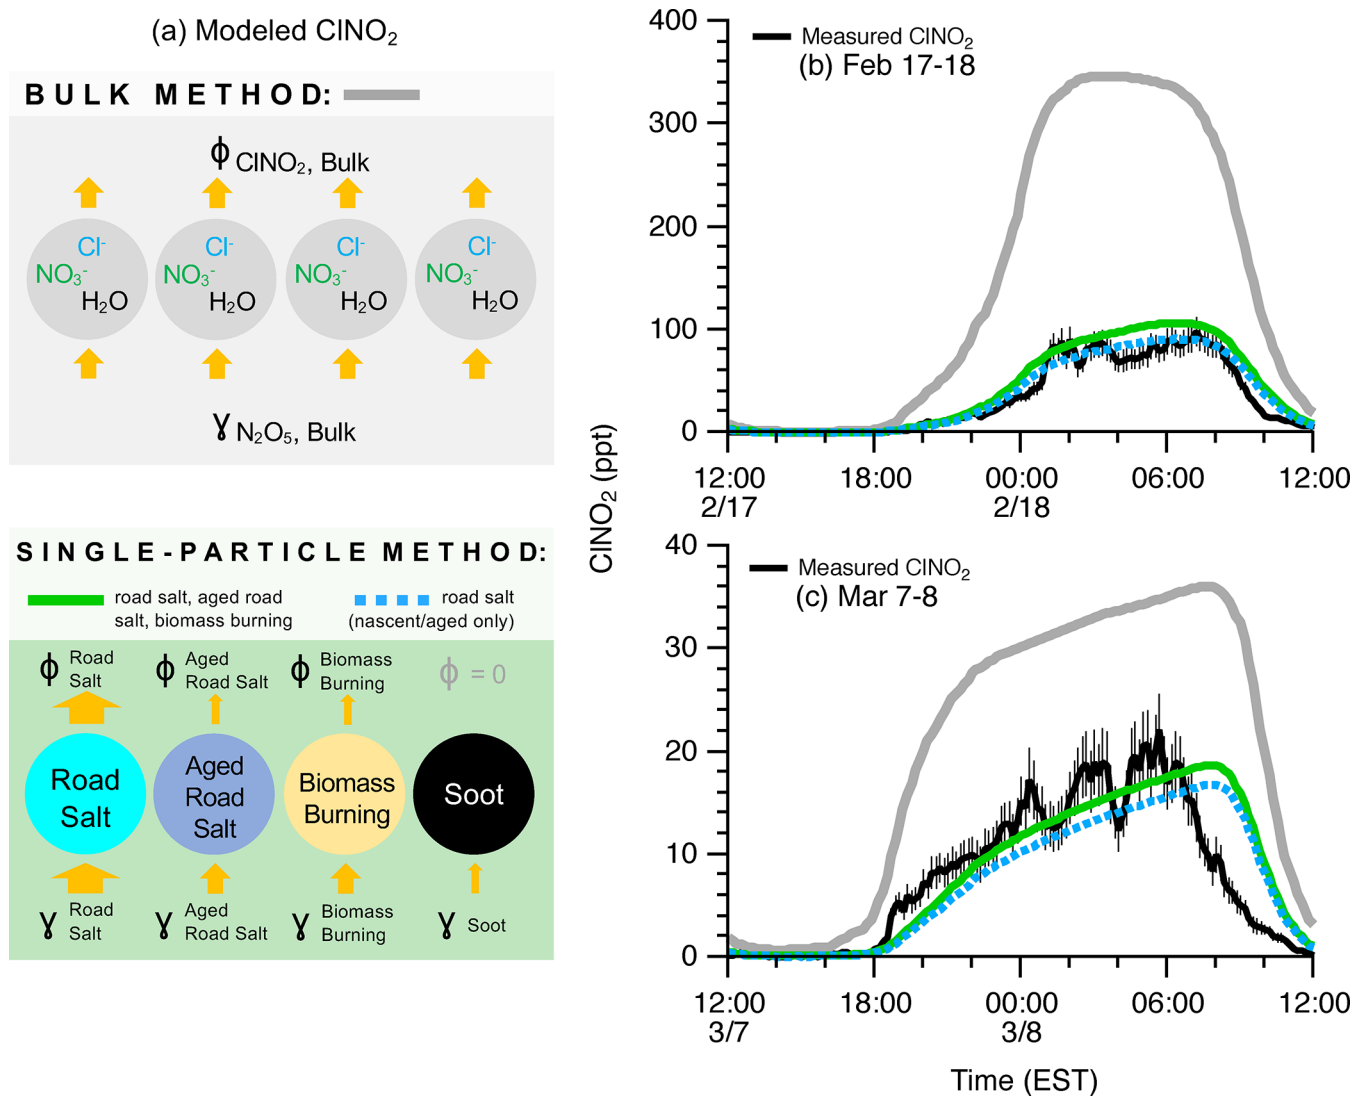 (a) Modeled ClNO₂
BULK METHOD:
ϕ ClNO₂, Bulk
Cl⁻ Cl⁻ Cl⁻ Cl⁻
NO₃⁻ NO₃⁻ NO₃⁻ NO₃⁻
H₂O H₂O H₂O H₂O
γ N₂O₅, Bulk
SINGLE-PARTICLE METHOD:
road salt, aged road
salt, biomass burning
road salt
(nascent/aged only)
ϕ Road
Salt
ϕ Aged
Road Salt
ϕ Biomass
Burning
ϕ = 0
Road
Salt
Aged
Road
Salt
Biomass
Burning
Soot
γ Road
Salt
γ Aged
Road Salt
γ Biomass
Burning
γ Soot
ClNO₂ (ppt)
400
300
200
100
0
Measured ClNO₂
(b) Feb 17-18
12:00 18:00 00:00 06:00 12:00
2/17 2/18
40
30
20
10
0
Measured ClNO₂
(c) Mar 7-8
12:00 18:00 00:00 06:00 12:00
3/7 3/8
Time (EST)